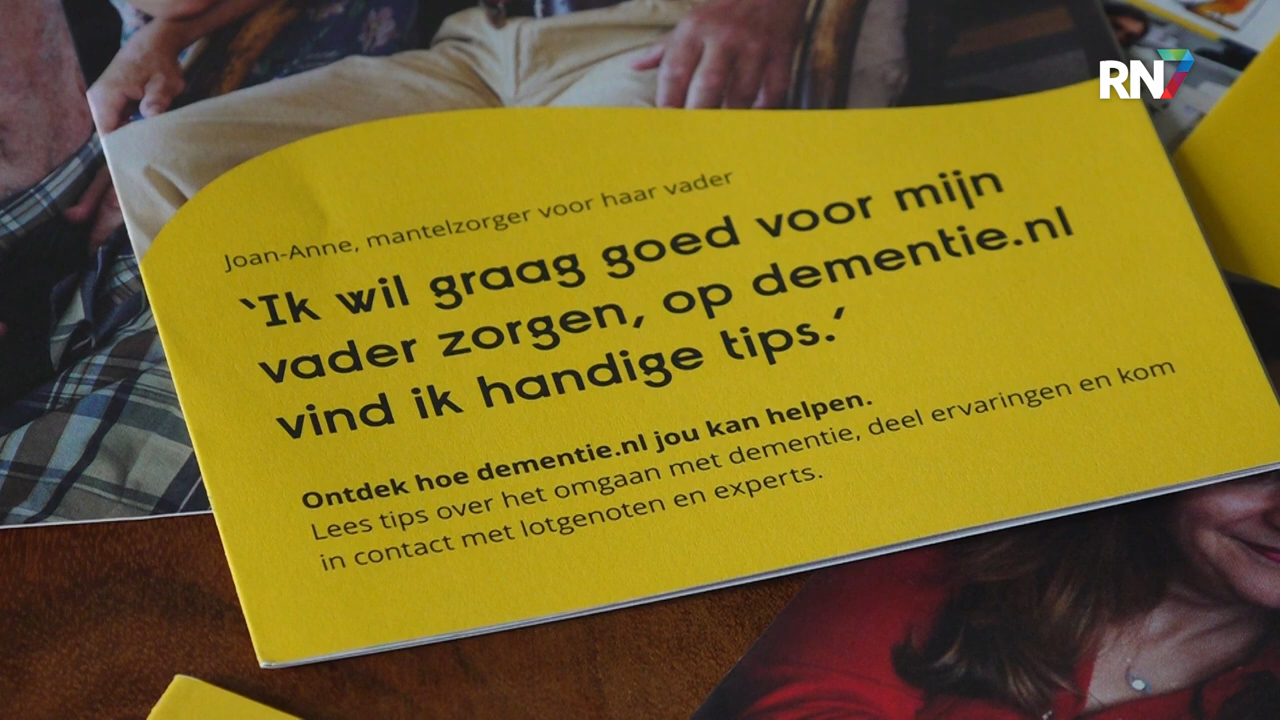 RN7
Joan-Anne, mantelzorger voor haar vader
‘Ik wil graag goed voor mijn
vader zorgen, op dementie.nl
vind ik handige tips.’
Ontdek hoe dementie.nl jou kan helpen.
Lees tips over het omgaan met dementie, deel ervaringen en kom
in contact met lotgenoten en experts.